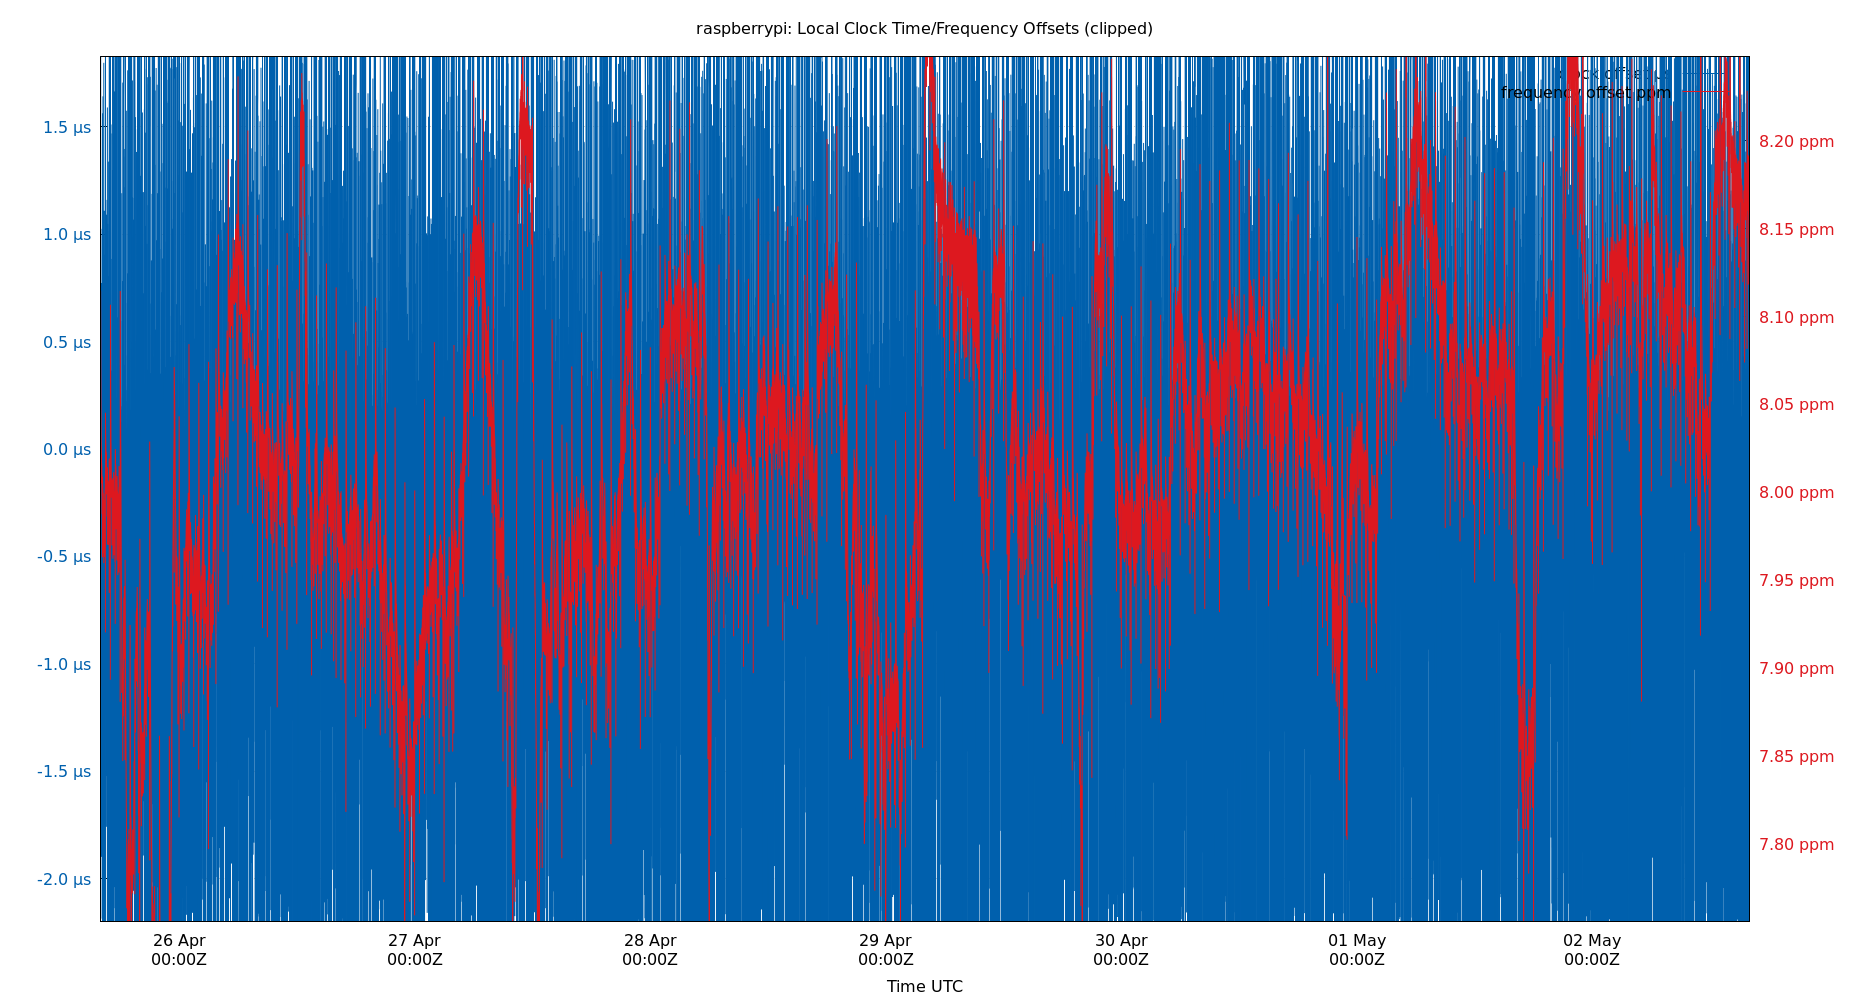 raspberrypi: Local Clock Time/Frequency Offsets (clipped)
clock offset µs
frequency offset ppm
1.5 µs
1.0 µs
0.5 µs
0.0 µs
-0.5 µs
-1.0 µs
-1.5 µs
-2.0 µs
8.20 ppm
8.15 ppm
8.10 ppm
8.05 ppm
8.00 ppm
7.95 ppm
7.90 ppm
7.85 ppm
7.80 ppm
26 Apr 27 Apr 28 Apr 29 Apr 30 Apr 01 May 02 May
00:00Z 00:00Z 00:00Z 00:00Z 00:00Z 00:00Z 00:00Z
Time UTC